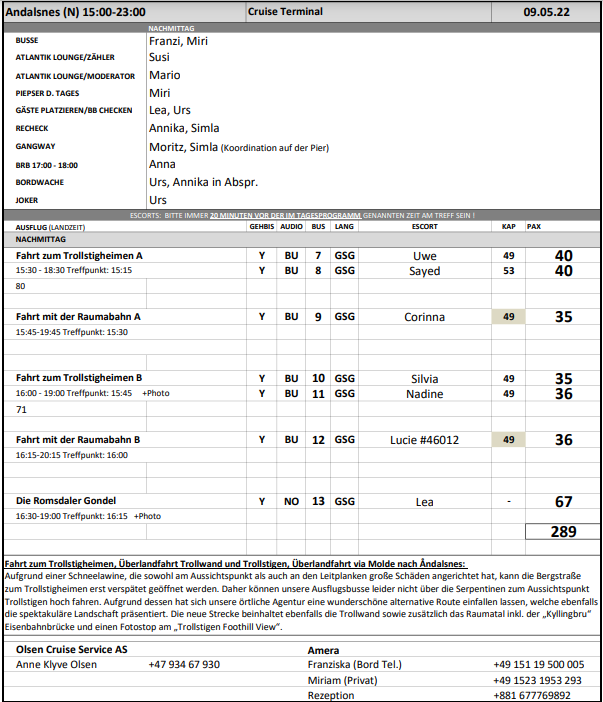 Andalsnes (N) 15:00-23:00 Cruise Terminal 09.05.22
NACHMITTAG
BUSSE Franzi, Miri
ATLANTIK LOUNGE/ZÄHLER Susi
ATLANTIK LOUNGE/MODERATOR Mario
PIEPSER D. TAGES Miri
GÄSTE PLATZIEREN/BB CHECKEN Lea, Urs
RECHECK Annika, Simla
GANGWAY Moritz, Simla (Koordination auf der Pier)
BRB 17:00 - 18:00 Anna
BORDWACHE Urs, Annika in Abspr.
JOKER Urs
ESCORTS: BITTE IMMER 20 MINUTEN VOR DER IM TAGESPROGRAMM GENANNTEN ZEIT AM TREFF SEIN !
AUSFLUG (LANDZEIT) GEHBIS AUDIO BUS LANG ESCORT KAP PAX
NACHMITTAG
Fahrt zum Trollstigheimen A Y BU 7 GSG Uwe 49 40
15:30 - 18:30 Treffpunkt: 15:15 Y BU 8 GSG Sayed 53 40
80
Fahrt mit der Raumabahn A Y BU 9 GSG Corinna 49 35
15:45-19:45 Treffpunkt: 15:30
Fahrt zum Trollstigheimen B Y BU 10 GSG Silvia 49 35
16:00 - 19:00 Treffpunkt: 15:45 +Photo Y BU 11 GSG Nadine 49 36
71
Fahrt mit der Raumabahn B Y BU 12 GSG Lucie #46012 49 36
16:15-20:15 Treffpunkt: 16:00
Die Romsdaler Gondel Y NO 13 GSG Lea - 67
16:30-19:00 Treffpunkt: 16:15 +Photo
289
Fahrt zum Trollstigheimen, Überlandfahrt Trollwand und Trollstigen, Überlandfahrt via Molde nach Åndalsnes:
Aufgrund einer Schneelawine, die sowohl am Aussichtspunkt als auch an den Leitplanken große Schäden angerichtet hat, kann die Bergstraße
zum Trollstigheimen erst verspätet geöffnet werden. Daher können unsere Ausflugsbusse leider nicht über die Serpentinen zum Aussichtspunkt
Trollstigen hoch fahren. Aufgrund dessen hat sich unsere örtliche Agentur eine wunderschöne alternative Route einfallen lassen, welche ebenfalls
die spektakuläre Landschaft präsentiert. Die neue Strecke beinhaltet ebenfalls die Trollwand sowie zusätzlich das Raumatal inkl. der „Kyllingbru"
Eisenbahnbrücke und einen Fotostop am „Trollstigen Foothill View".
Olsen Cruise Service AS Amera
Anne Klyve Olsen +47 934 67 930 Franziska (Bord Tel.) +49 151 19 500 005
Miriam (Privat) +49 1523 1953 293
Rezeption +881 677769892